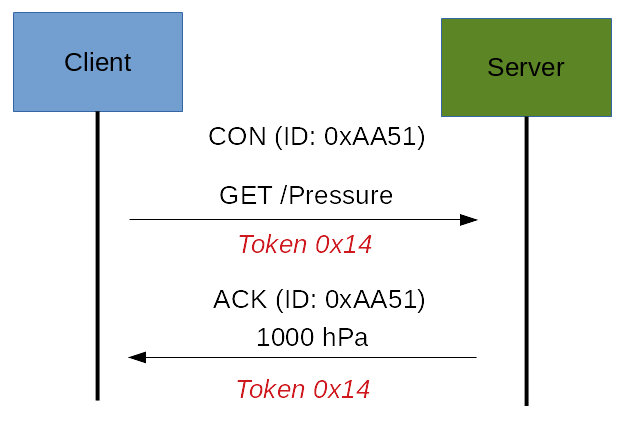 Client
Server
CON (ID: 0xAA51)
GET /Pressure
Token 0x14
ACK (ID: 0xAA51)
1000 hPa
Token 0x14